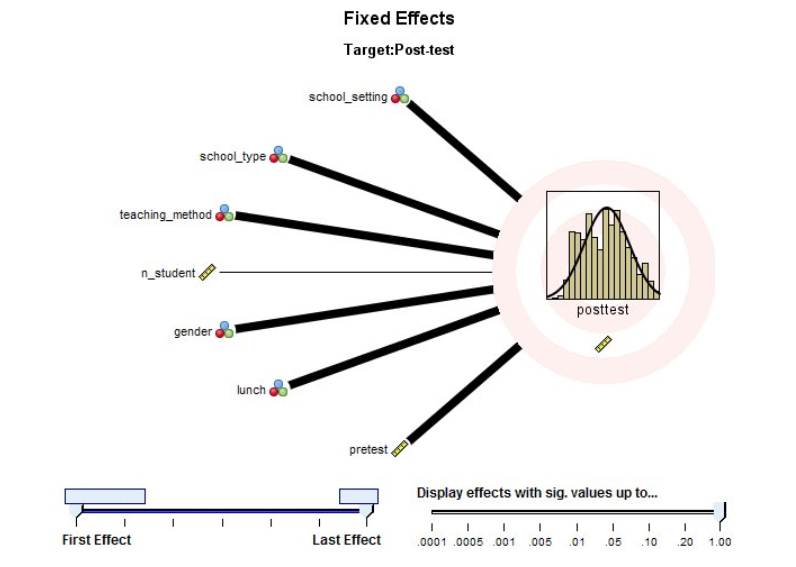 Fixed Effects
Target:Post-test
school_setting
school_type
teaching_method
n_student
gender
lunch
pretest
posttest
First Effect
Last Effect
Display effects with sig. values up to...
.0001 .0005 .001 .005 .01 .05 .10 .20 1.00